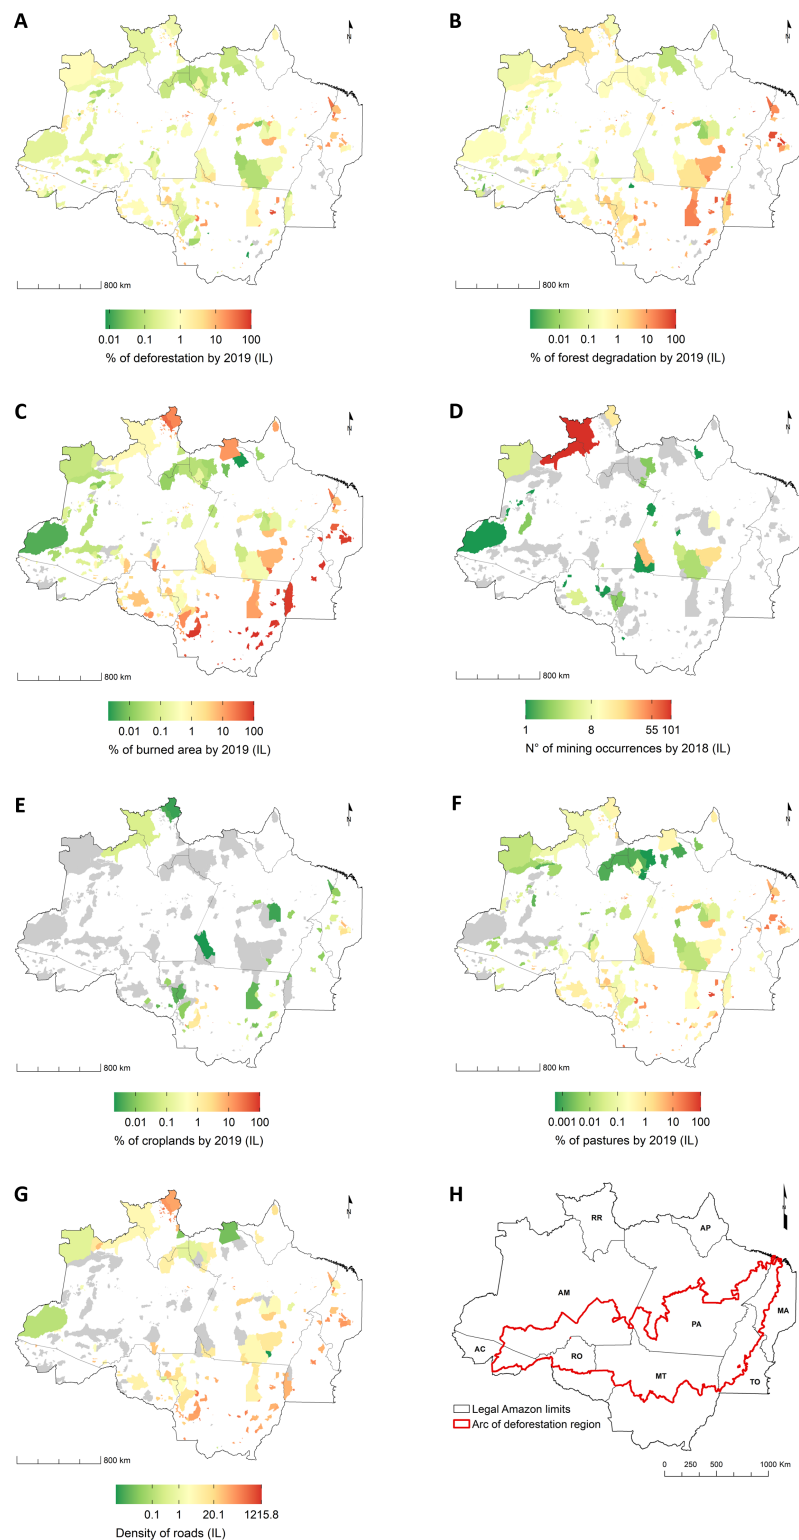 A
N
800 km
0.01 0.1 1 10 100
% of deforestation by 2019 (IL)
B
N
800 km
0.01 0.1 1 10 100
% of forest degradation by 2019 (IL)
C
N
800 km
0.01 0.1 1 10 100
% of burned area by 2019 (IL)
D
N
800 km
1 8 55 101
N° of mining occurrences by 2018 (IL)
E
N
800 km
0.01 0.1 1 10 100
% of croplands by 2019 (IL)
F
N
800 km
0.001 0.01 0.1 1 10 100
% of pastures by 2019 (IL)
G
N
800 km
0.1 1 20.1 1215.8
Density of roads (IL)
H
N
RR
AP
AM
PA
MA
AC
RO
MT
TO
Legal Amazon limits
Arc of deforestation region
0 250 500 1000 Km